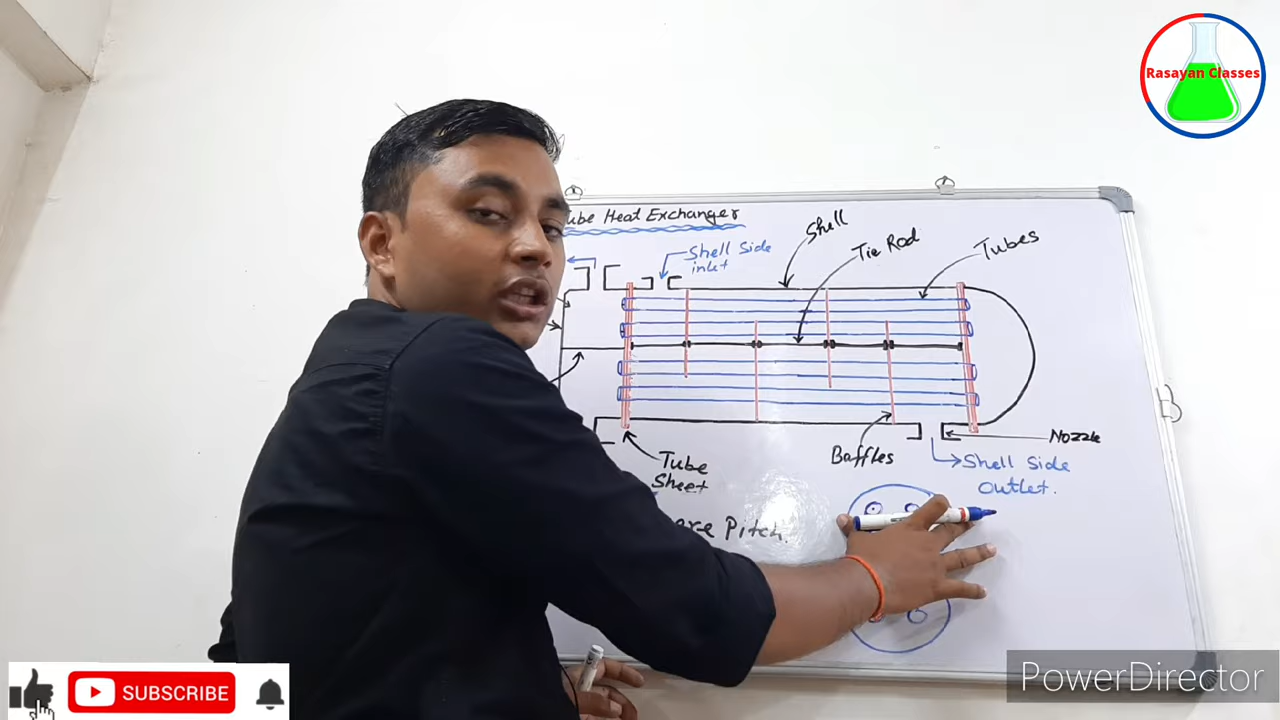 Rasayan Classes
Tube Heat Exchanger
Shell
Tie Rod
Tubes
Shell Side
inlet
Baffles
Nozzle
Shell Side
Outlet.
Tube
Sheet
Pitch.
SUBSCRIBE
PowerDirector